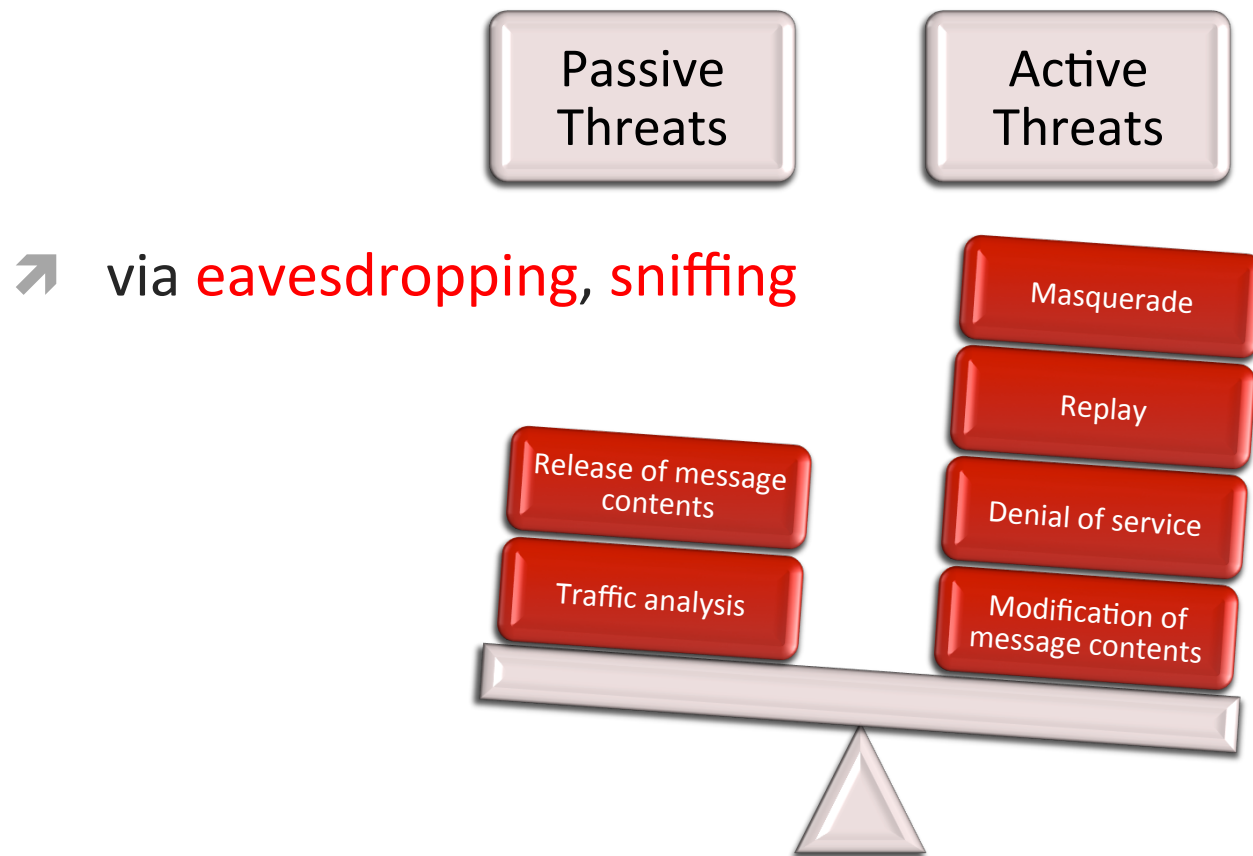 Passive
Threats
Active
Threats
via eavesdropping, sniffing
Release of message
contents
Traffic analysis
Masquerade
Replay
Denial of service
Modification of
message contents